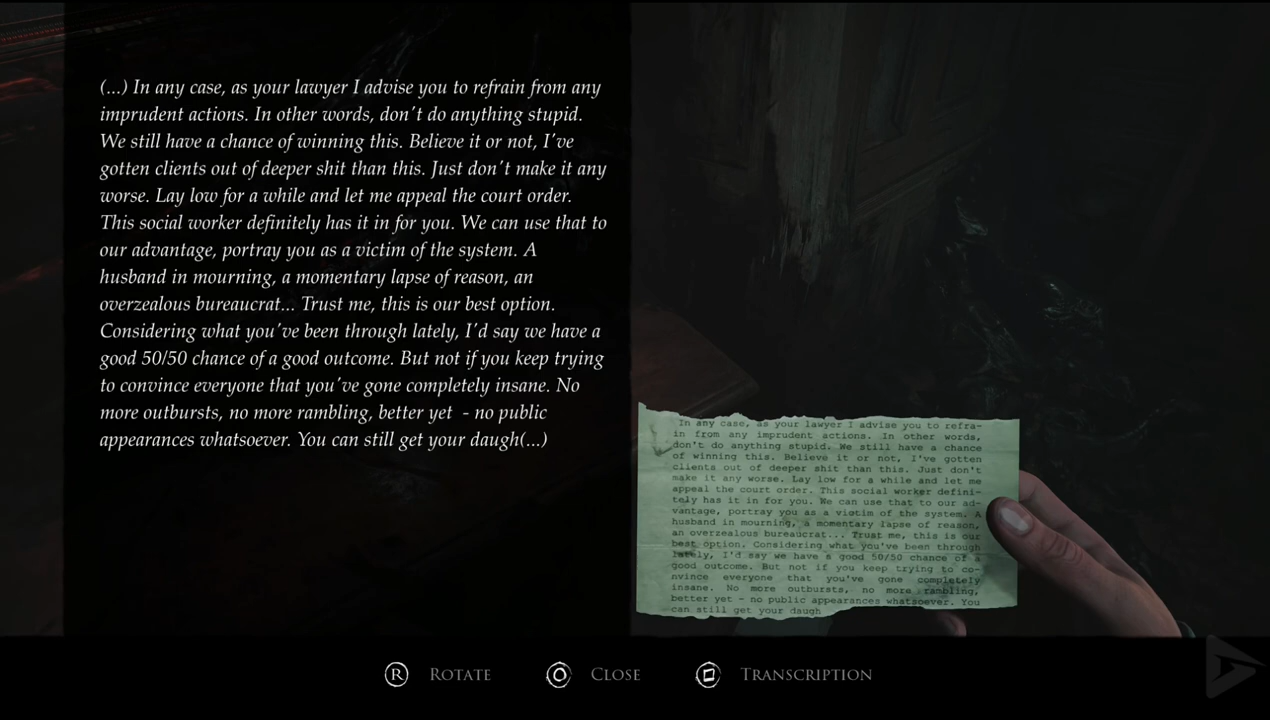 (...) In any case, as your lawyer I advise you to refrain from any
imprudent actions. In other words, don't do anything stupid.
We still have a chance of winning this. Believe it or not, I've
gotten clients out of deeper shit than this. Just don't make it any
worse. Lay low for a while and let me appeal the court order.
This social worker definitely has it in for you. We can use that to
our advantage, portray you as a victim of the system. A
husband in mourning, a momentary lapse of reason, an
overzealous bureaucrat... Trust me, this is our best option.
Considering what you've been through lately, I'd say we have a
good 50/50 chance of a good outcome. But not if you keep trying
to convince everyone that you've gone completely insane. No
more outbursts, no more rambling, better yet  - no public
appearances whatsoever. You can still get your daugh(...)
In any case, as your lawyer I advise you to refra-
in from any imprudent actions. In other words,
don't do anything stupid. We still have a chance
of winning this. Believe it or not, I've gotten
clients out of deeper shit than this. Just don't
make it any worse. Lay low for a while and let me
appeal the court order. This social worker defini-
tely has it in for you. We can use that to our ad-
vantage, portray you as a victim of the system. A
husband in mourning, a momentary lapse of reason,
an overzealous bureaucrat... Trust me, this is our
best option. Considering what you've been through
lately, I'd say we have a good 50/50 chance of a
good outcome. But not if you keep trying to co-
nvince everyone that you've gone completely
insane. No more outbursts, no more rambling,
better yet - no public appearances whatsoever. You
can still get your daugh
R ROTATE
CLOSE
TRANSCRIPTION